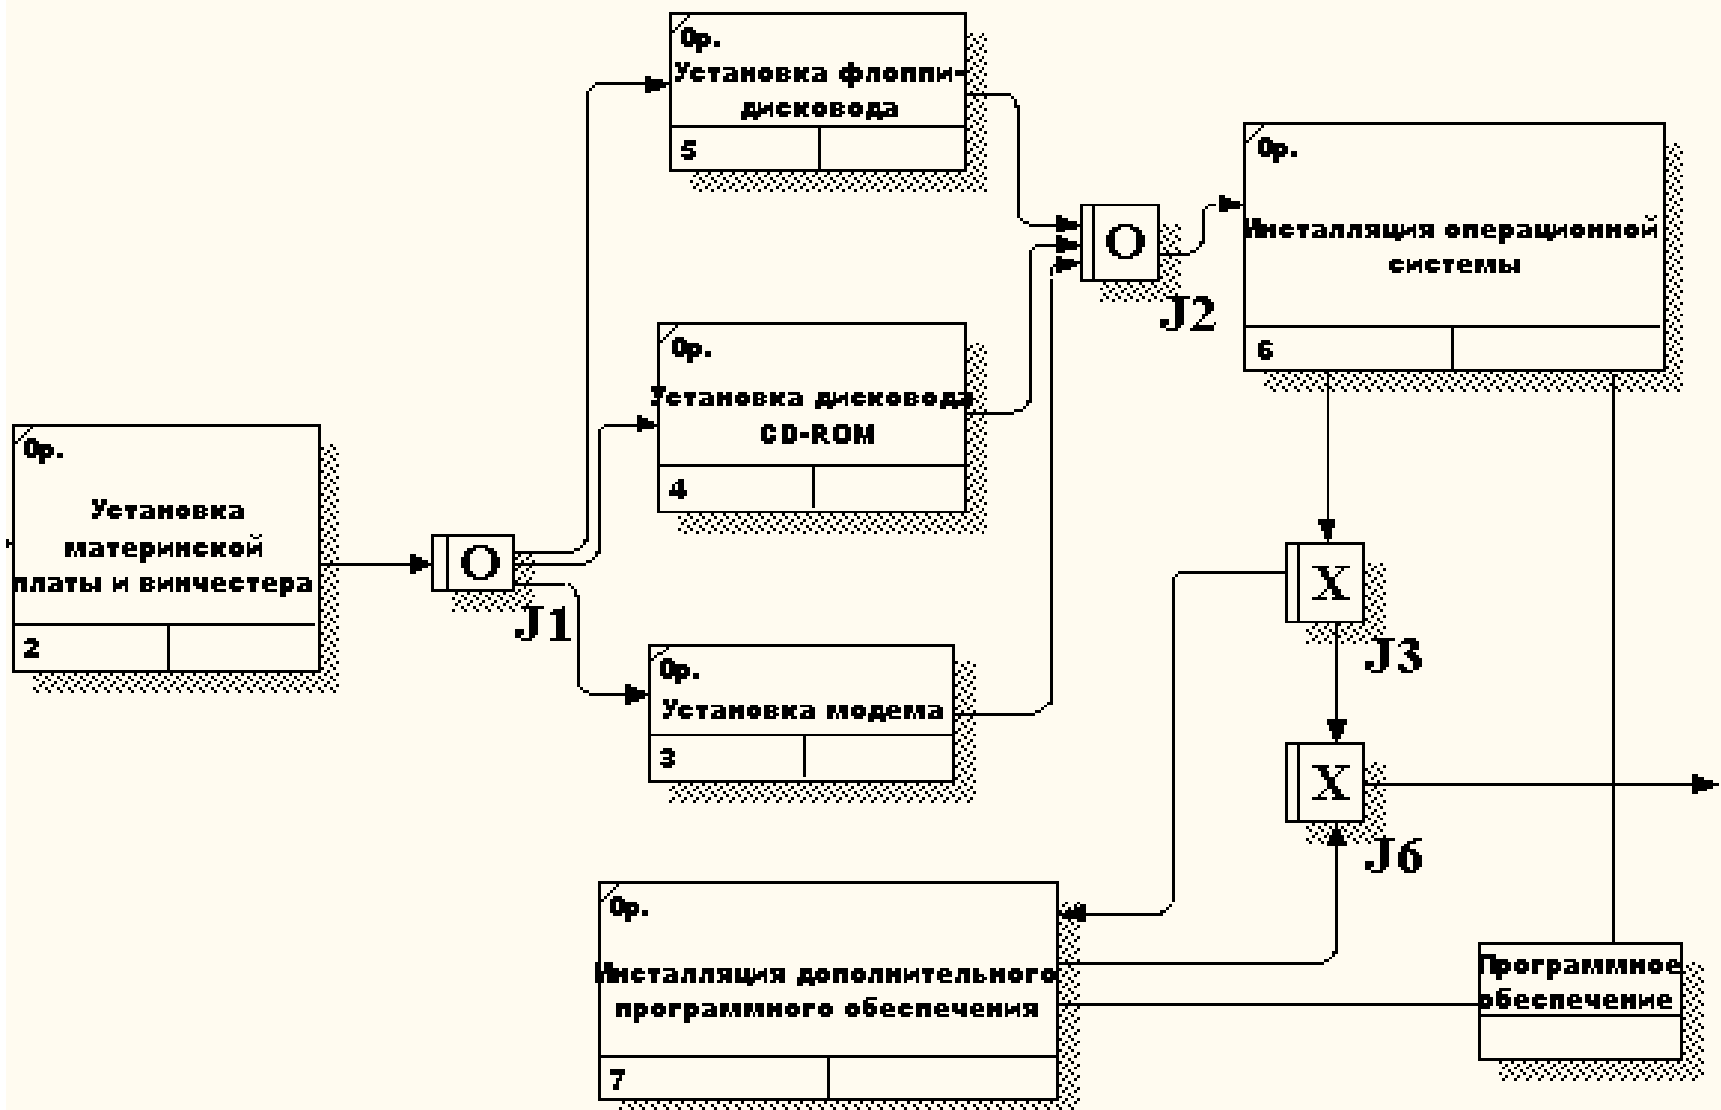 0р.
Установка флоппи-
дисковода
5
0р.
Инсталляция операционной
системы
6
O
J2
0р.
Установка дисковода
CD-ROM
4
0р.
Установка
материнской
платы и винчестера
2
O
J1
X
J3
0р.
Установка модема
3
X
J6
0р.
Инсталляция дополнительного
программного обеспечения
7
Программное
обеспечение